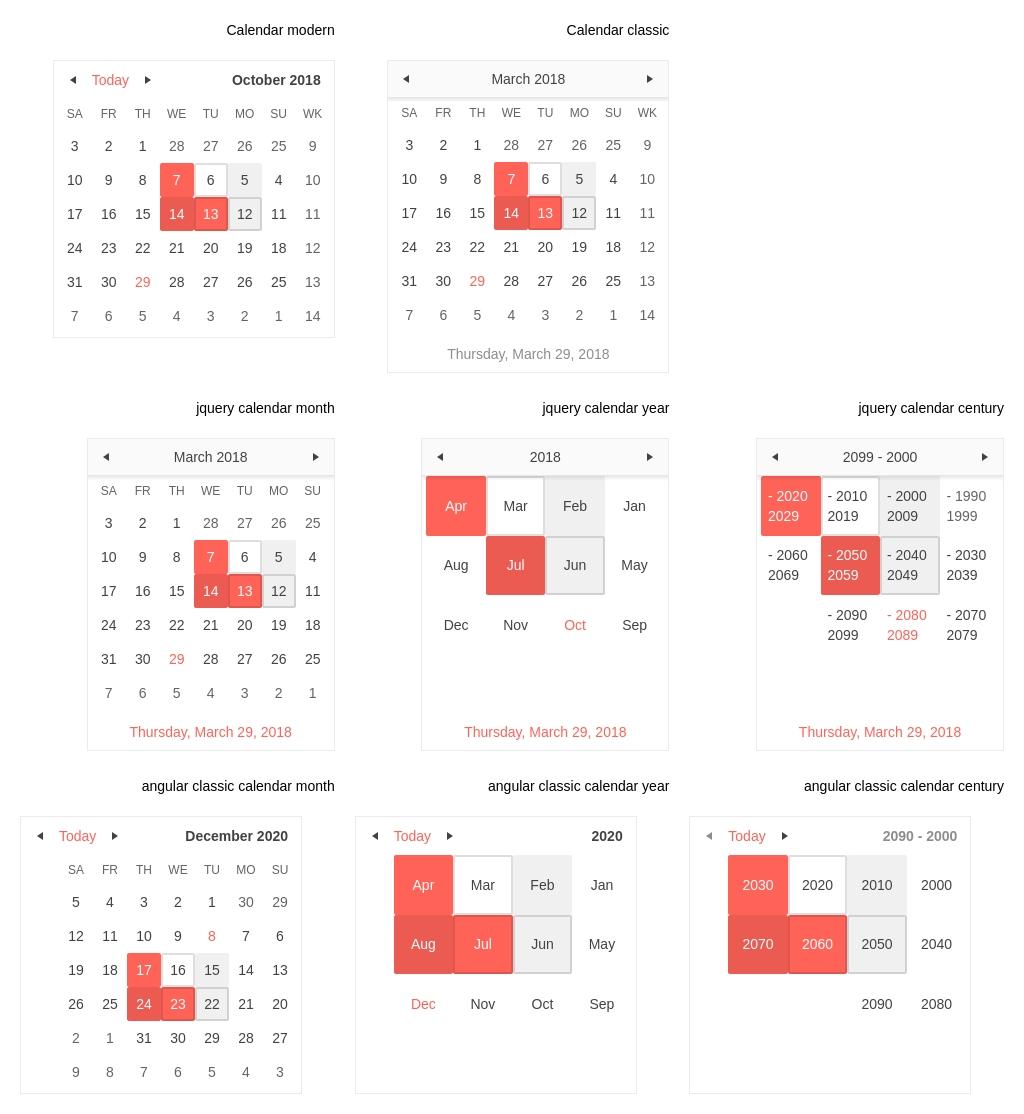 Calendar modern
Today October 2018
SA FR TH WE TU MO SU WK
3 2 1 28 27 26 25 9
10 9 8 7 6 5 4 10
17 16 15 14 13 12 11 11
24 23 22 21 20 19 18 12
31 30 29 28 27 26 25 13
7 6 5 4 3 2 1 14
Calendar classic
March 2018
SA FR TH WE TU MO SU WK
3 2 1 28 27 26 25 9
10 9 8 7 6 5 4 10
17 16 15 14 13 12 11 11
24 23 22 21 20 19 18 12
31 30 29 28 27 26 25 13
7 6 5 4 3 2 1 14
Thursday, March 29, 2018
jquery calendar month
March 2018
SA FR TH WE TU MO SU
3 2 1 28 27 26 25
10 9 8 7 6 5 4
17 16 15 14 13 12 11
24 23 22 21 20 19 18
31 30 29 28 27 26 25
7 6 5 4 3 2 1
Thursday, March 29, 2018
jquery calendar year
2018
Apr Mar Feb Jan
Aug Jul Jun May
Dec Nov Oct Sep
Thursday, March 29, 2018
jquery calendar century
2099 - 2000
- 2020 - 2010 - 2000 - 1990
2029 2019 2009 1999
- 2060 - 2050 - 2040 - 2030
2069 2059 2049 2039
- 2090 - 2080 - 2070
2099 2089 2079
Thursday, March 29, 2018
angular classic calendar month
Today December 2020
SA FR TH WE TU MO SU
5 4 3 2 1 30 29
12 11 10 9 8 7 6
19 18 17 16 15 14 13
26 25 24 23 22 21 20
2 1 31 30 29 28 27
9 8 7 6 5 4 3
angular classic calendar year
Today 2020
Apr Mar Feb Jan
Aug Jul Jun May
Dec Nov Oct Sep
angular classic calendar century
Today 2090 - 2000
2030 2020 2010 2000
2070 2060 2050 2040
2090 2080